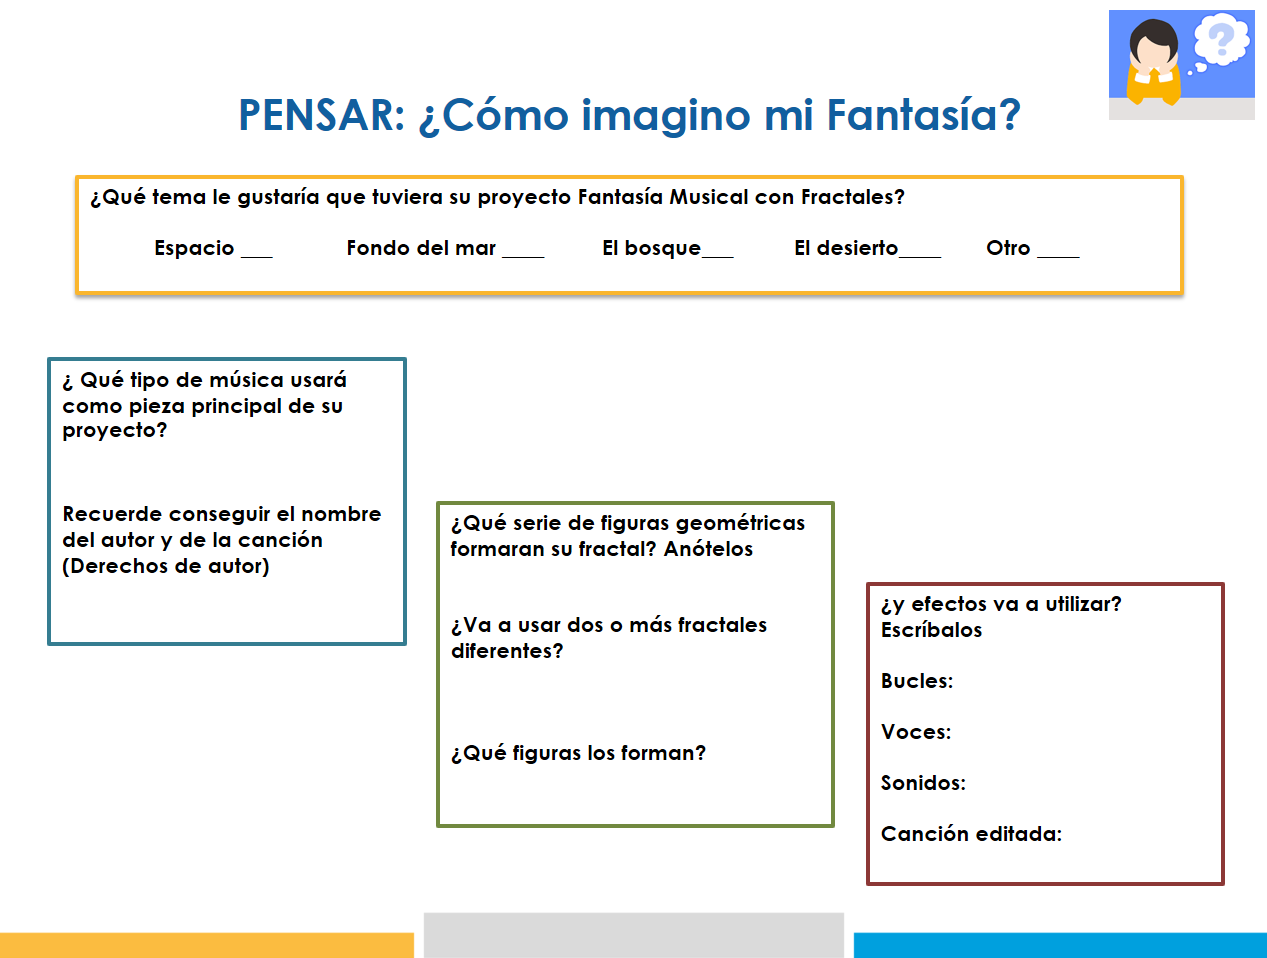 ?
PENSAR: ¿Cómo imagino mi Fantasía?
¿Qué tema le gustaría que tuviera su proyecto Fantasía Musical con Fractales?
Espacio ___ Fondo del mar ____ El bosque___ El desierto____ Otro ____
¿ Qué tipo de música usará
como pieza principal de su
proyecto?
Recuerde conseguir el nombre
del autor y de la canción
(Derechos de autor)
¿Qué serie de figuras geométricas
formaran su fractal? Anótelos
¿Va a usar dos o más fractales
diferentes?
¿Qué figuras los forman?
¿y efectos va a utilizar?
Escríbalos
Bucles:
Voces:
Sonidos:
Canción editada: